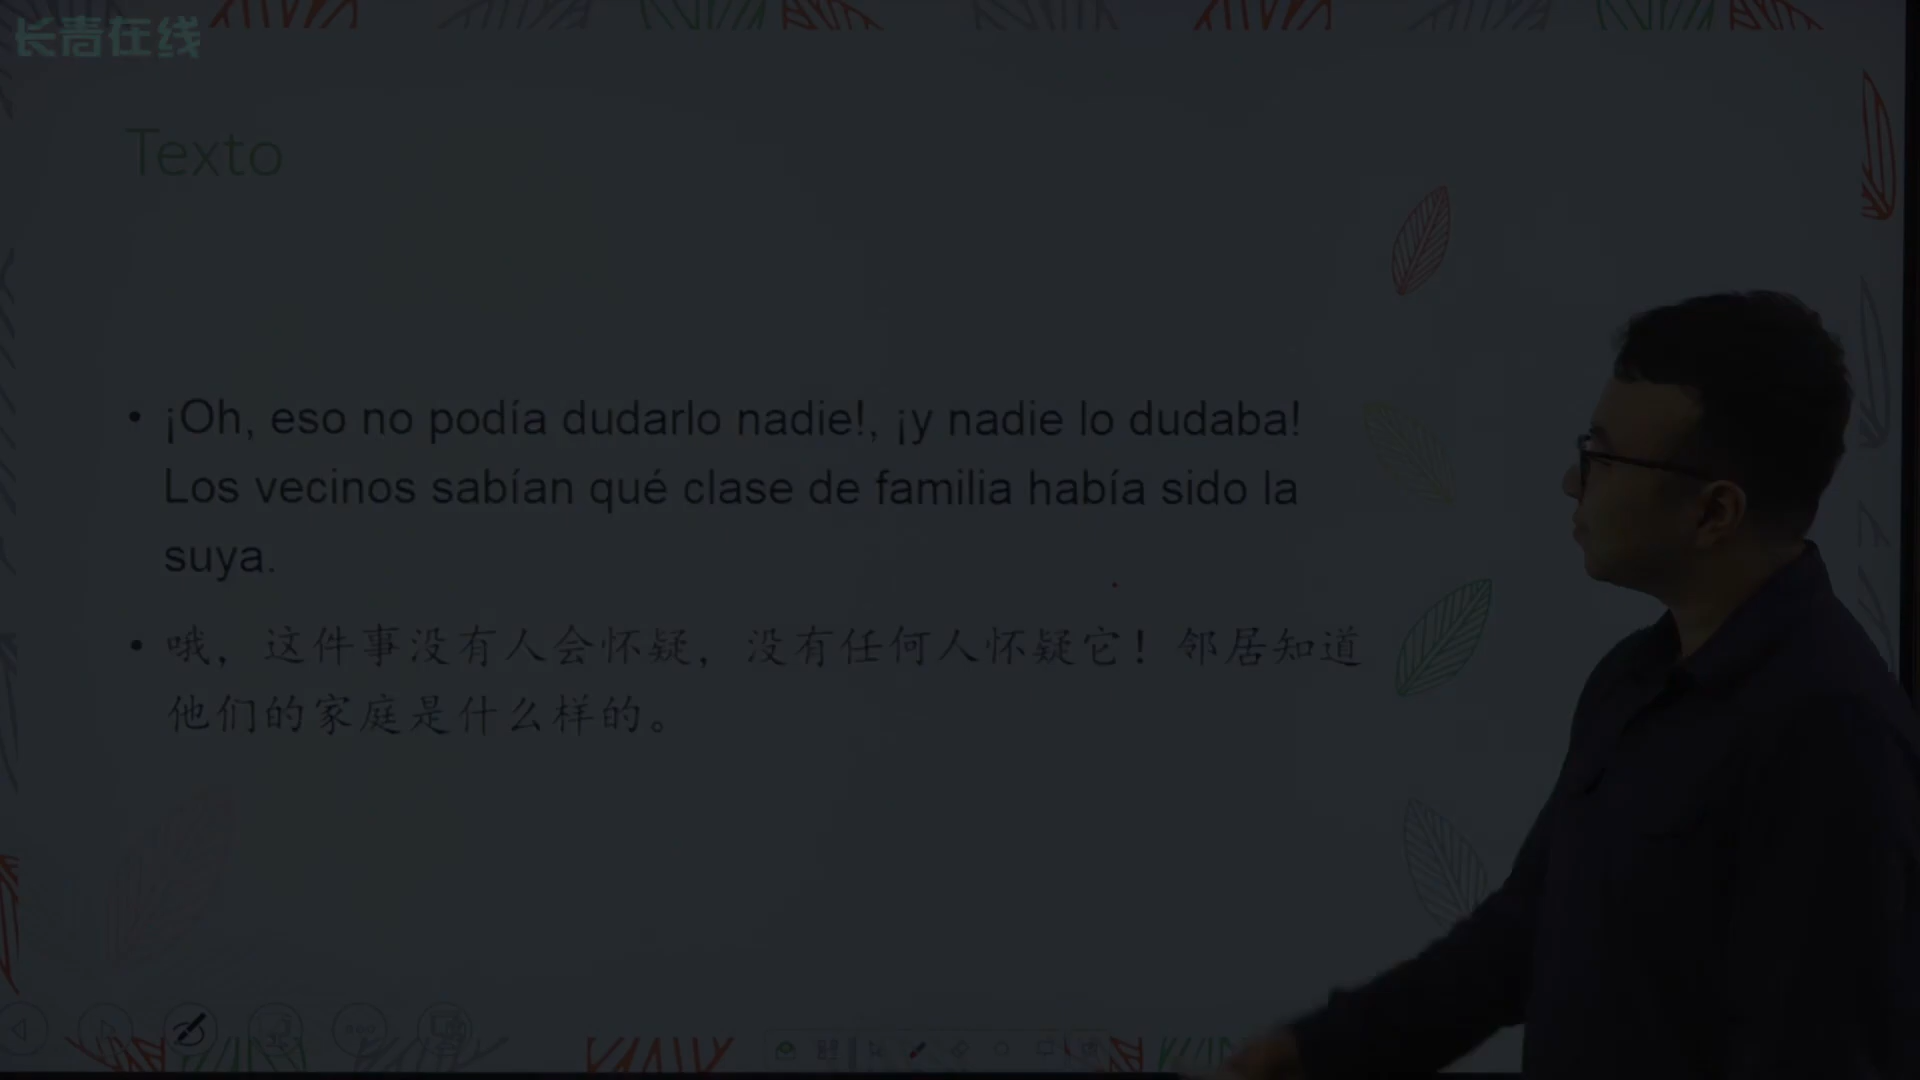 长青在线
Texto
• ¡Oh, eso no podía dudarlo nadie!, ¡y nadie lo dudaba!
Los vecinos sabían qué clase de familia había sido la
suya.
• 哦，这件事没有人会怀疑，没有任何人怀疑它！邻居知道
他们的家庭是什么样的。